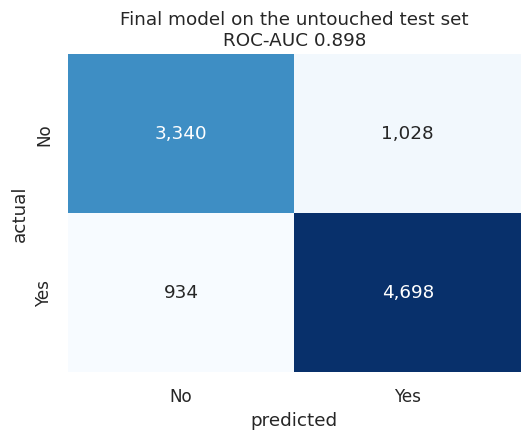 Final model on the untouched test set
ROC-AUC 0.898
actual
No
3,340
1,028
Yes
934
4,698
No
Yes
predicted